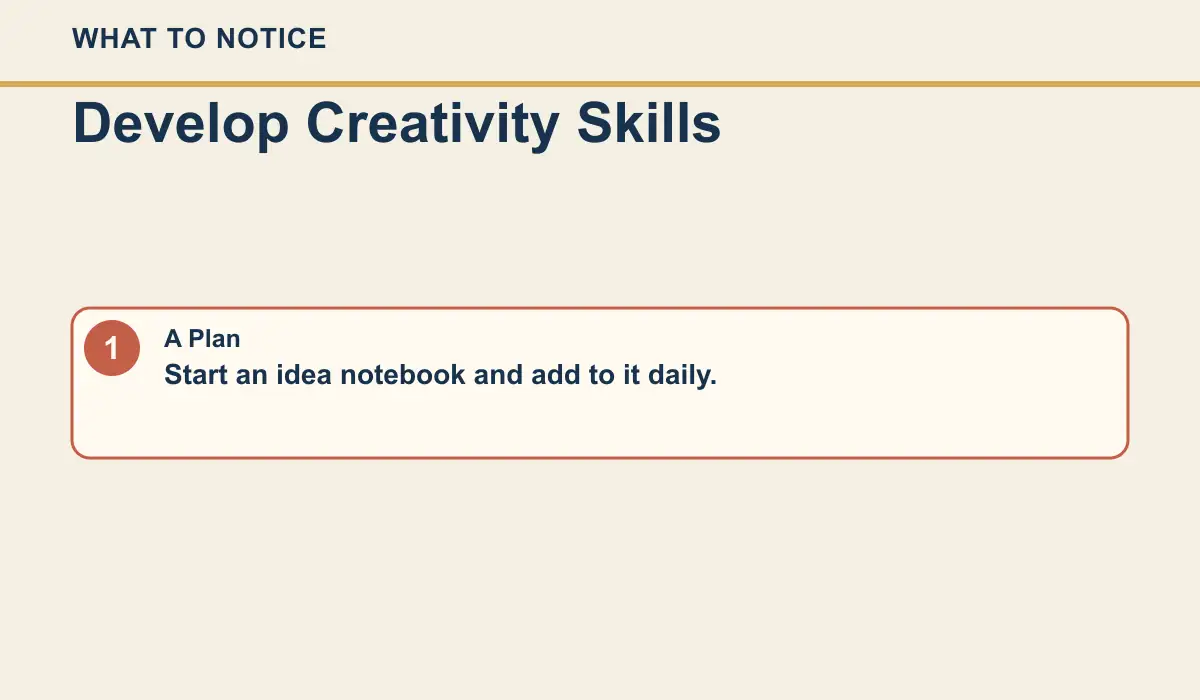 WHAT TO NOTICE
Develop Creativity Skills
1
A Plan
Start an idea notebook and add to it daily.